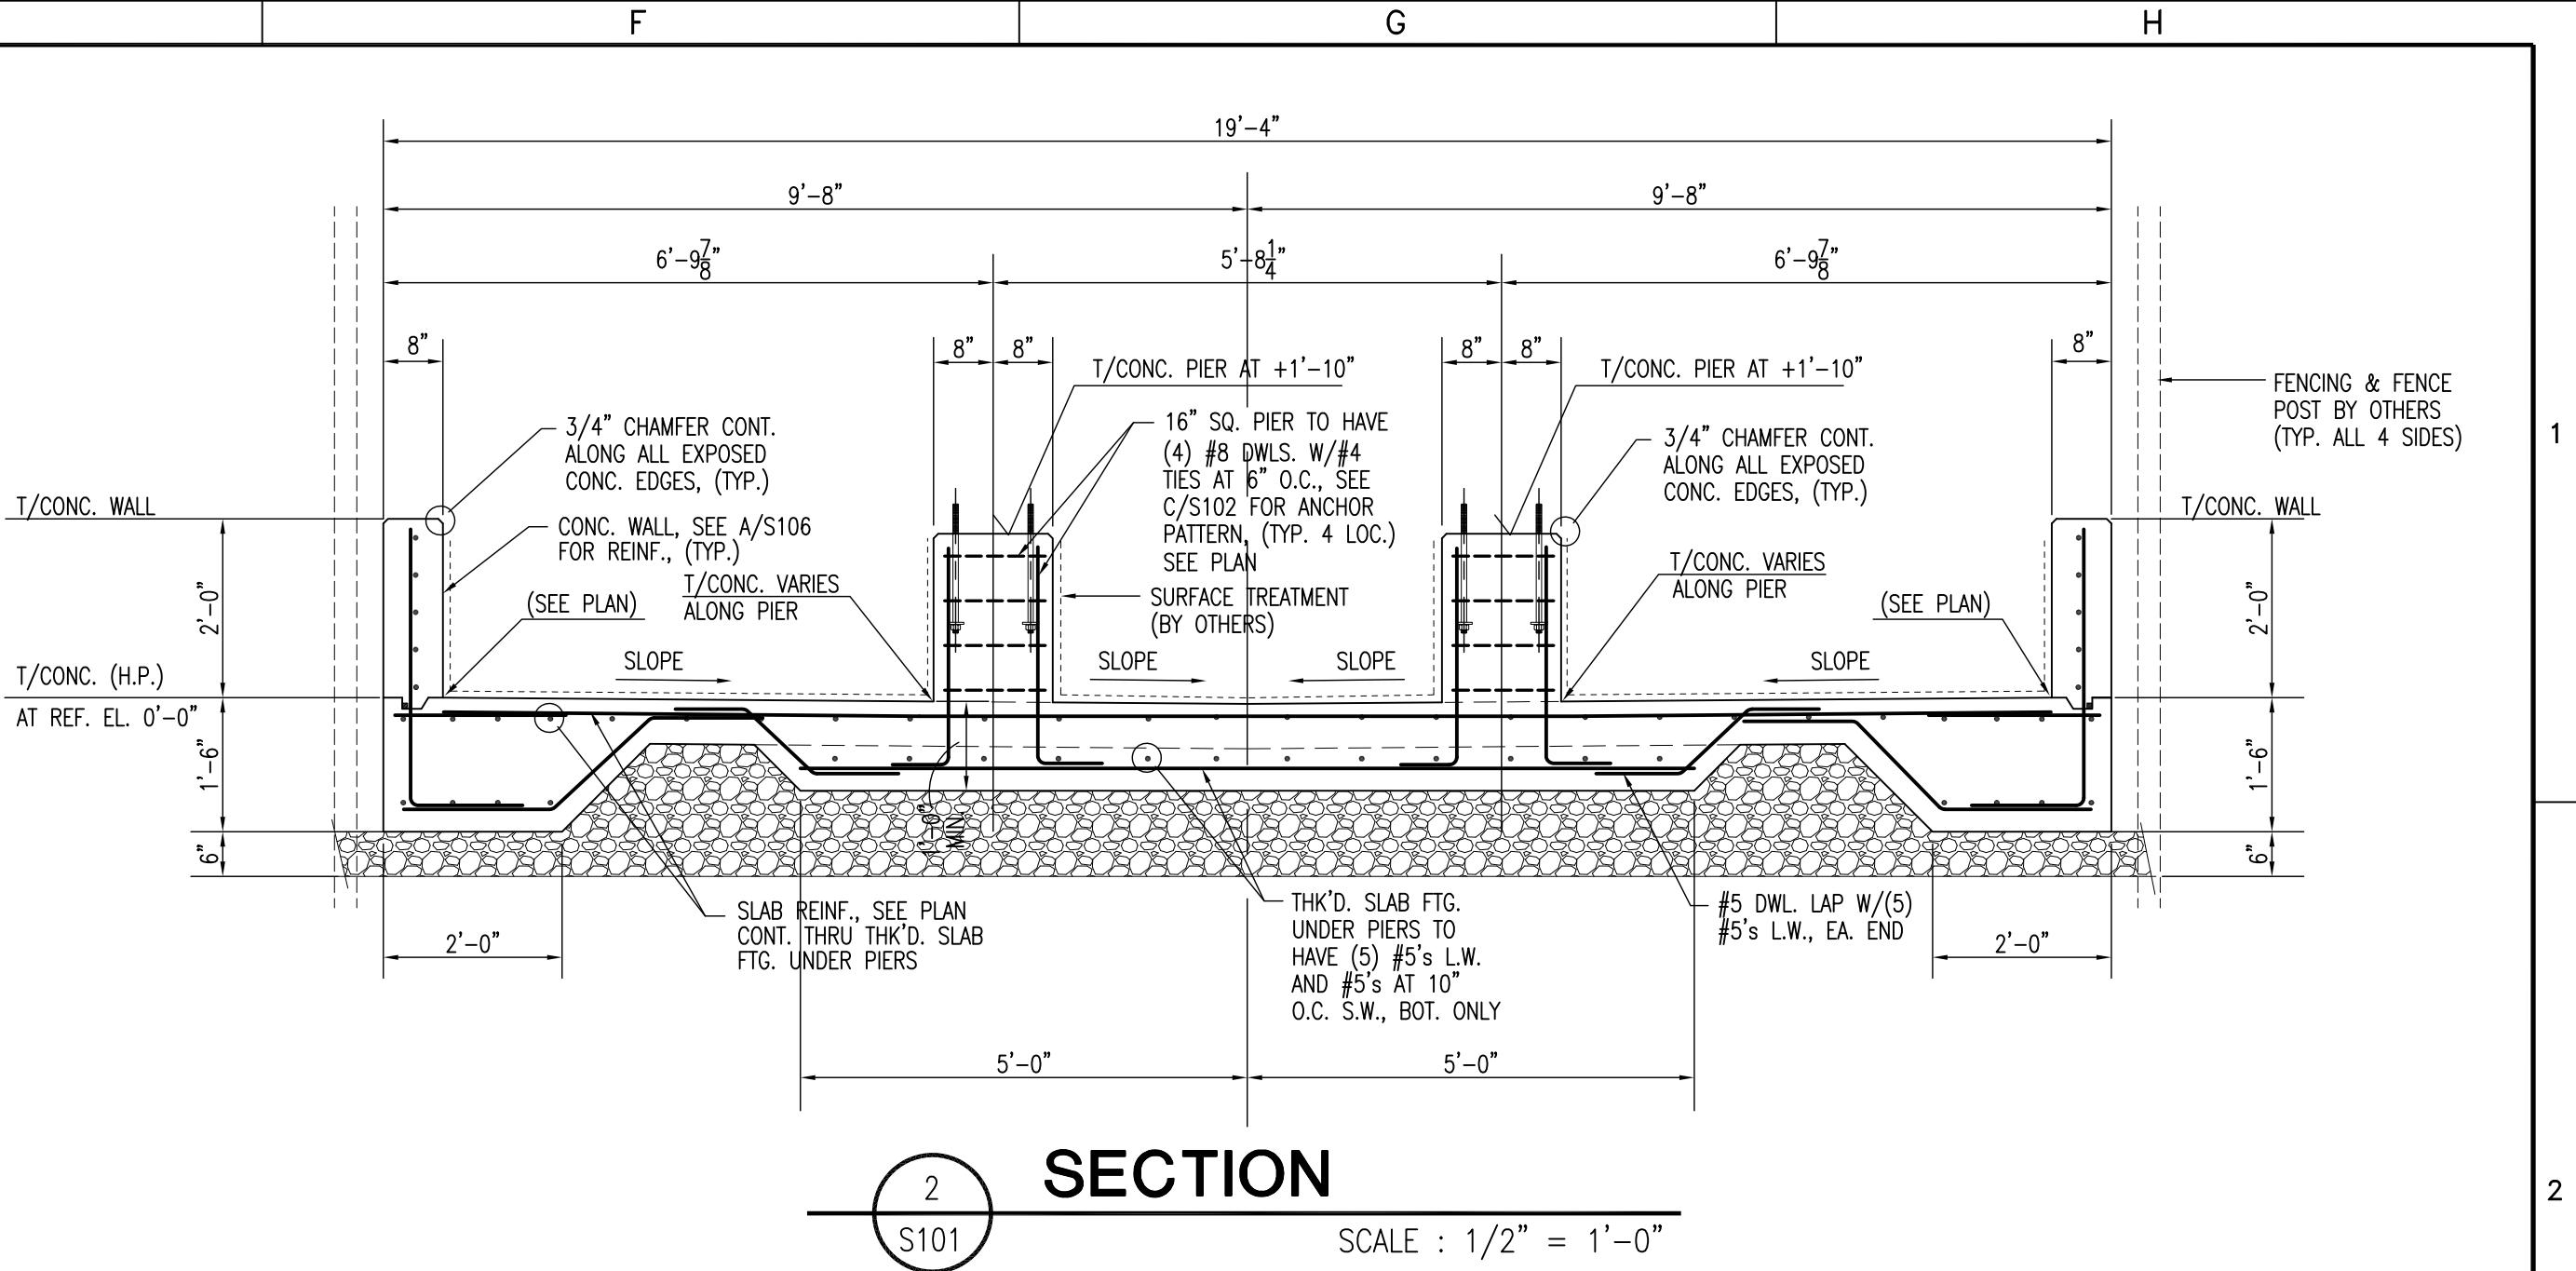 F
G
H
19'-4"
9'-8"
9'-8"
6'-9 7/8"
5'-8 1/4"
6'-9 7/8"
8"
8"
8"
8"
8"
8"
T/CONC. PIER AT +1'-10"
T/CONC. PIER AT +1'-10"
FENCING & FENCE
POST BY OTHERS
(TYP. ALL 4 SIDES)
3/4" CHAMFER CONT.
ALONG ALL EXPOSED
CONC. EDGES, (TYP.)
16" SQ. PIER TO HAVE
(4) #8 DWLS. W/#4
TIES AT 6" O.C., SEE
C/S102 FOR ANCHOR
PATTERN, (TYP. 4 LOC.)
SEE PLAN
3/4" CHAMFER CONT.
ALONG ALL EXPOSED
CONC. EDGES, (TYP.)
1
T/CONC. WALL
T/CONC. WALL
CONC. WALL, SEE A/S106
FOR REINF., (TYP.)
T/CONC. VARIES
ALONG PIER
T/CONC. VARIES
ALONG PIER
(SEE PLAN)
(SEE PLAN)
SURFACE TREATMENT
(BY OTHERS)
2'-0"
2'-0"
SLOPE
SLOPE
SLOPE
SLOPE
T/CONC. (H.P.)
AT REF. EL. 0'-0"
1'-6"
1'-6"
1'-0"
MIN.
6"
6"
SLAB REINF., SEE PLAN
CONT. THRU THK'D. SLAB
FTG. UNDER PIERS
THK'D. SLAB FTG.
UNDER PIERS TO
HAVE (5) #5's L.W.
AND #5's AT 10"
O.C. S.W., BOT. ONLY
#5 DWL. LAP W/(5)
#5's L.W., EA. END
2'-0"
2'-0"
5'-0"
5'-0"
2
S101
SECTION
SCALE : 1/2" = 1'-0"
2